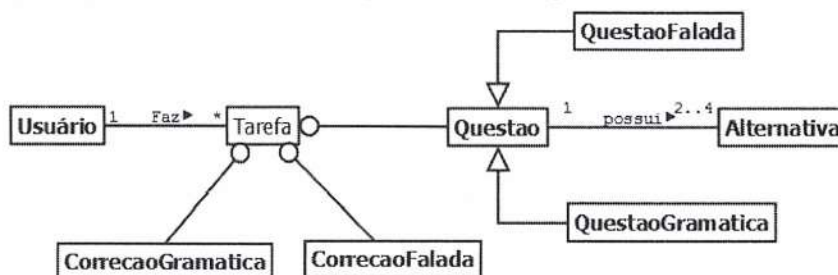 QuestaoFalada
Usuário
1
Faz
*
Tarefa
Questao
1
possui
2..4
Alternativa
QuestaoGramatica
CorrecaoGramatica
CorrecaoFalada